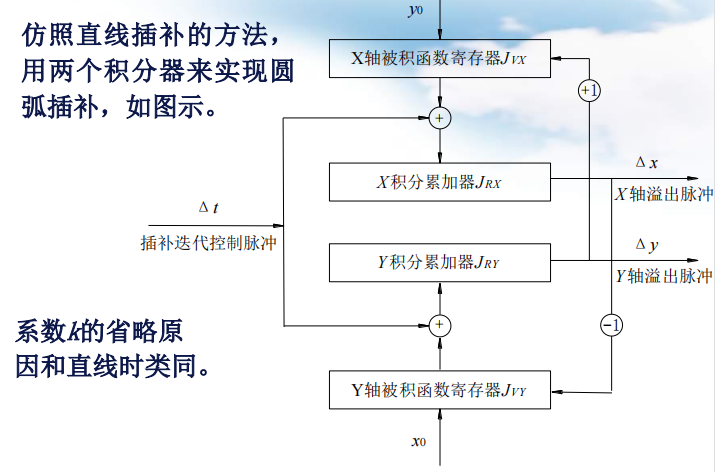 仿照直线插补的方法，
用两个积分器来实现圆
弧插补，如图示。
y0
X轴被积函数寄存器JVX
+1
+
Δ x
X积分累加器JRX
X轴溢出脉冲
Δ t
插补迭代控制脉冲
Δ y
Y积分累加器JRY
Y轴溢出脉冲
系数k的省略原
因和直线时类同。
+
−1
Y轴被积函数寄存器JVY
x0